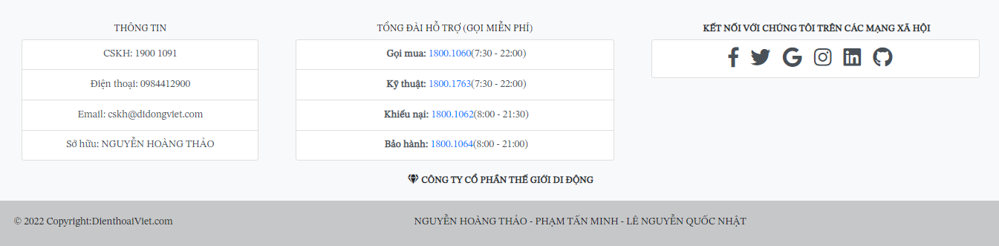 THÔNG TIN
CSKH: 1900 1091
Điện thoại: 0984412900
Email: cskh@didongviet.com
Sở hữu: NGUYỄN HOÀNG THẢO
TỔNG ĐÀI HỖ TRỢ (GỌI MIỄN PHÍ)
Gọi mua: 1800.1060(7:30 - 22:00)
Kỹ thuật: 1800.1763(7:30 - 22:00)
Khiếu nại: 1800.1062(8:00 - 21:30)
Bảo hành: 1800.1064(8:00 - 21:00)
KẾT NỐI VỚI CHÚNG TÔI TRÊN CÁC MẠNG XÃ HỘI
CÔNG TY CỔ PHẦN THẾ GIỚI DI ĐỘNG
© 2022 Copyright:DienthoaiViet.com
NGUYỄN HOÀNG THẢO - PHẠM TẤN MINH - LÊ NGUYỄN QUỐC NHẬT